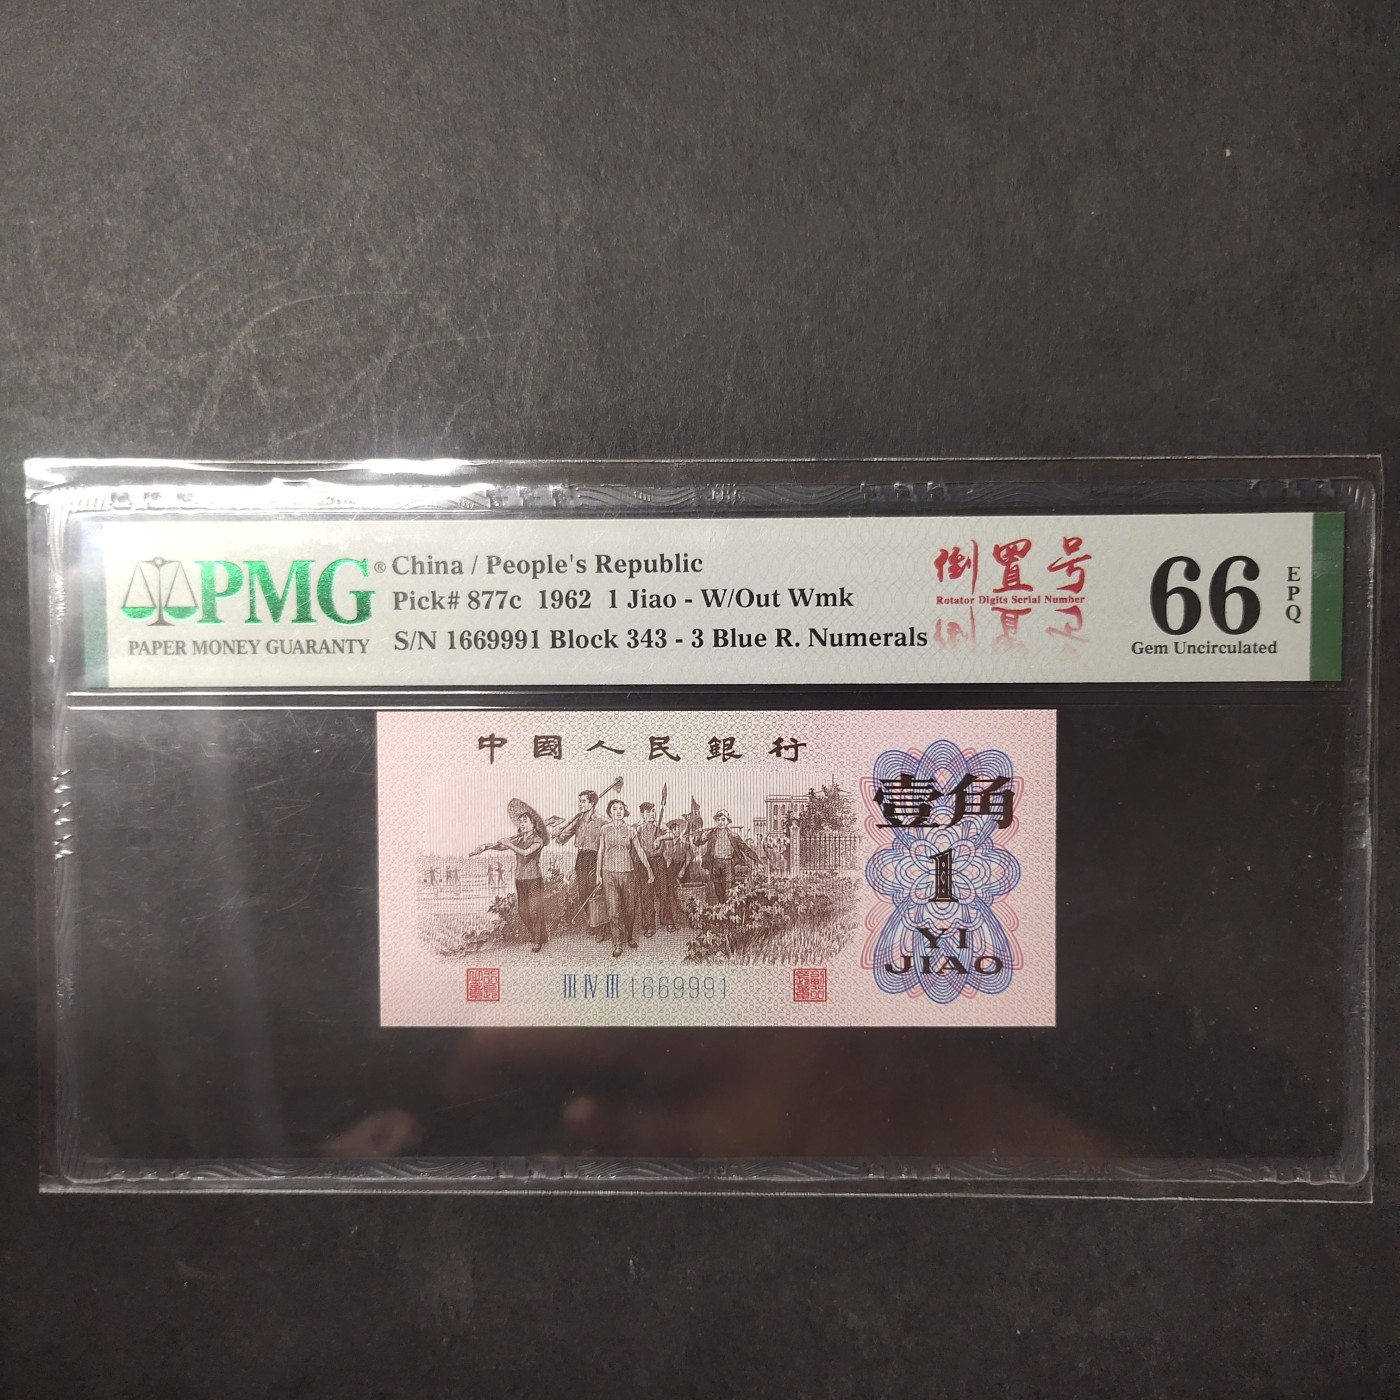 PMG®
PAPER MONEY GUARANTY
China / People's Republic
Pick# 877c 1962 1 Jiao - W/Out Wmk
S/N 1669991 Block 343 - 3 Blue R. Numerals
倒置号
Rotator Digits Serial Number
66
EPQ
Gem Uncirculated
中國人民銀行
壹角
1
YI
JIAO
III IV III 1669991